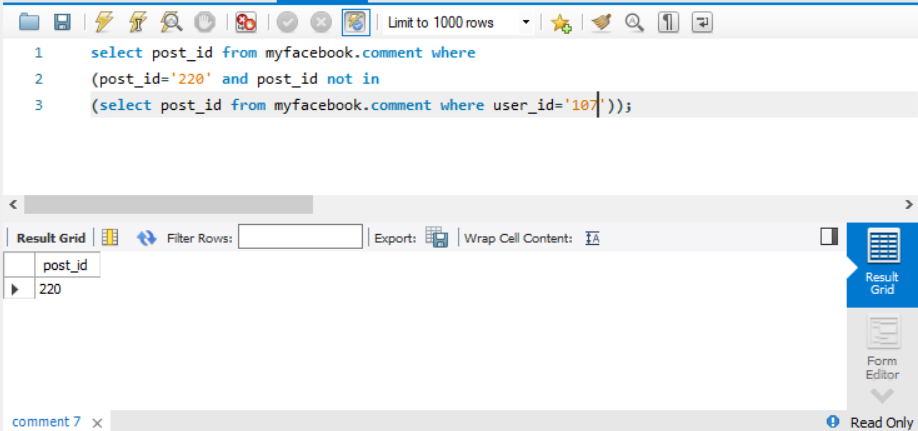 Limit to 1000 rows
1 select post_id from myfacebook.comment where
2 (post_id='220' and post_id not in
3 (select post_id from myfacebook.comment where user_id='107'));
Result Grid Filter Rows: Export: Wrap Cell Content: IA
post_id
220
Result
Grid
Form
Editor
comment 7 Read Only